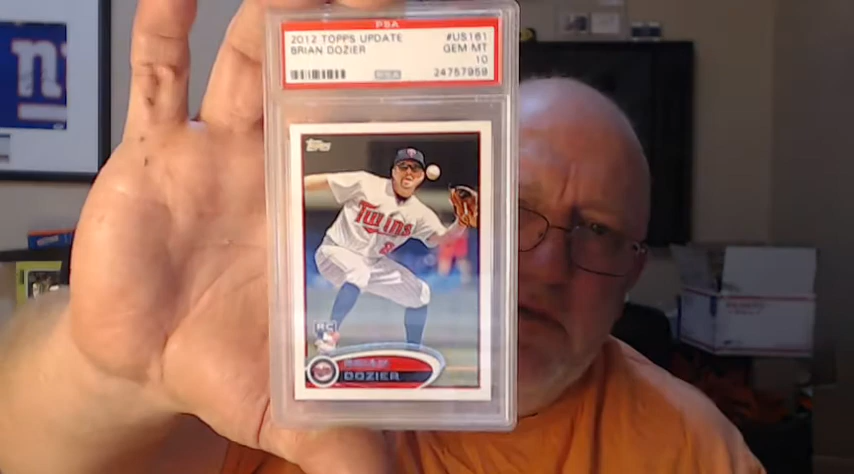 ny
PSA
2012 TOPPS UPDATE #US161
BRIAN DOZIER GEM MT
10
PSA 24757959
Topps
Twins
RC
DOZIER